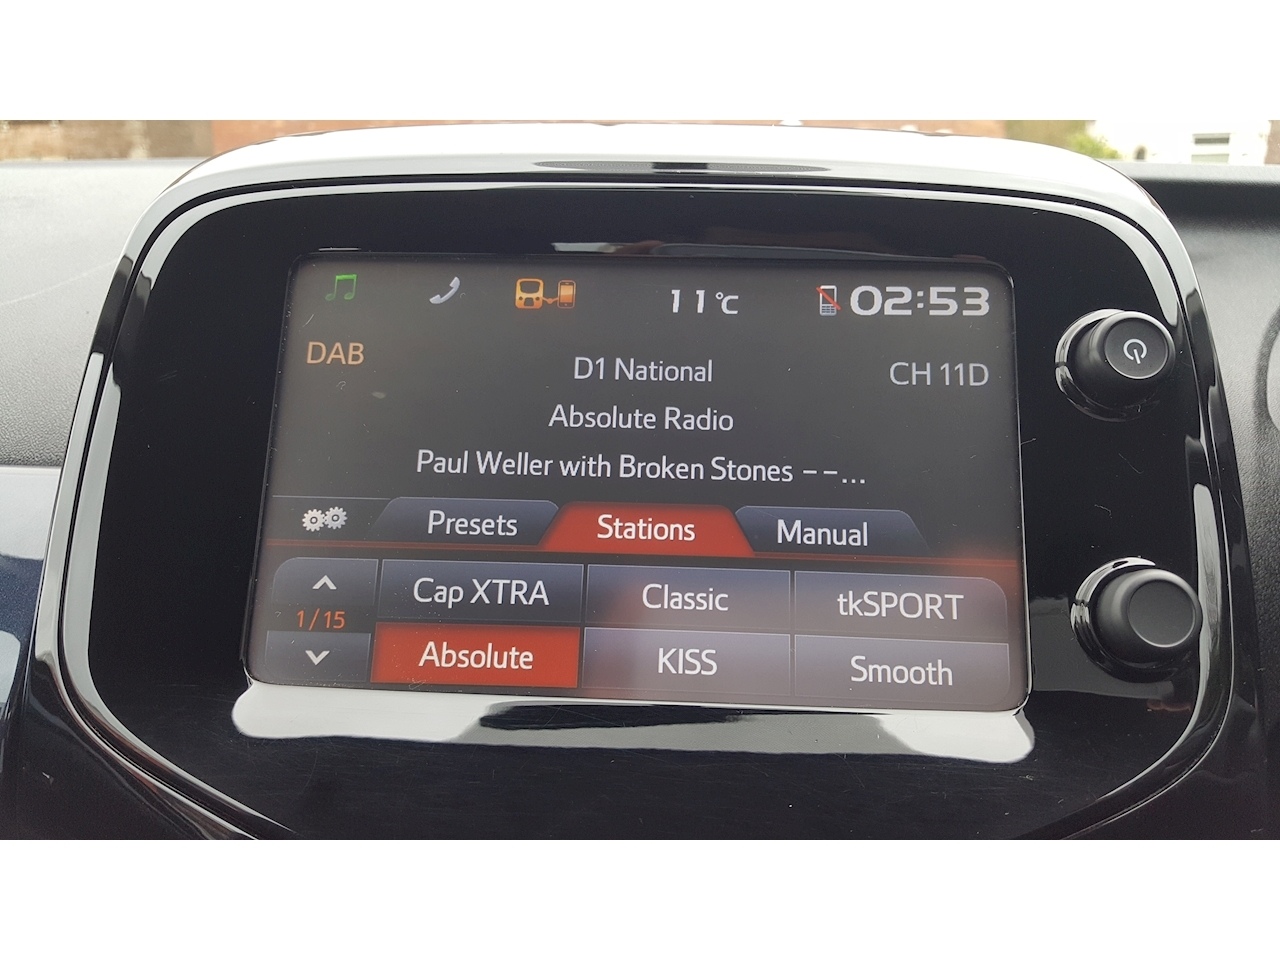 11°C 02:53
DAB D1 National CH 11D
Absolute Radio
Paul Weller with Broken Stones --...
Presets Stations Manual
Cap XTRA Classic tkSPORT
1/15
Absolute KISS Smooth